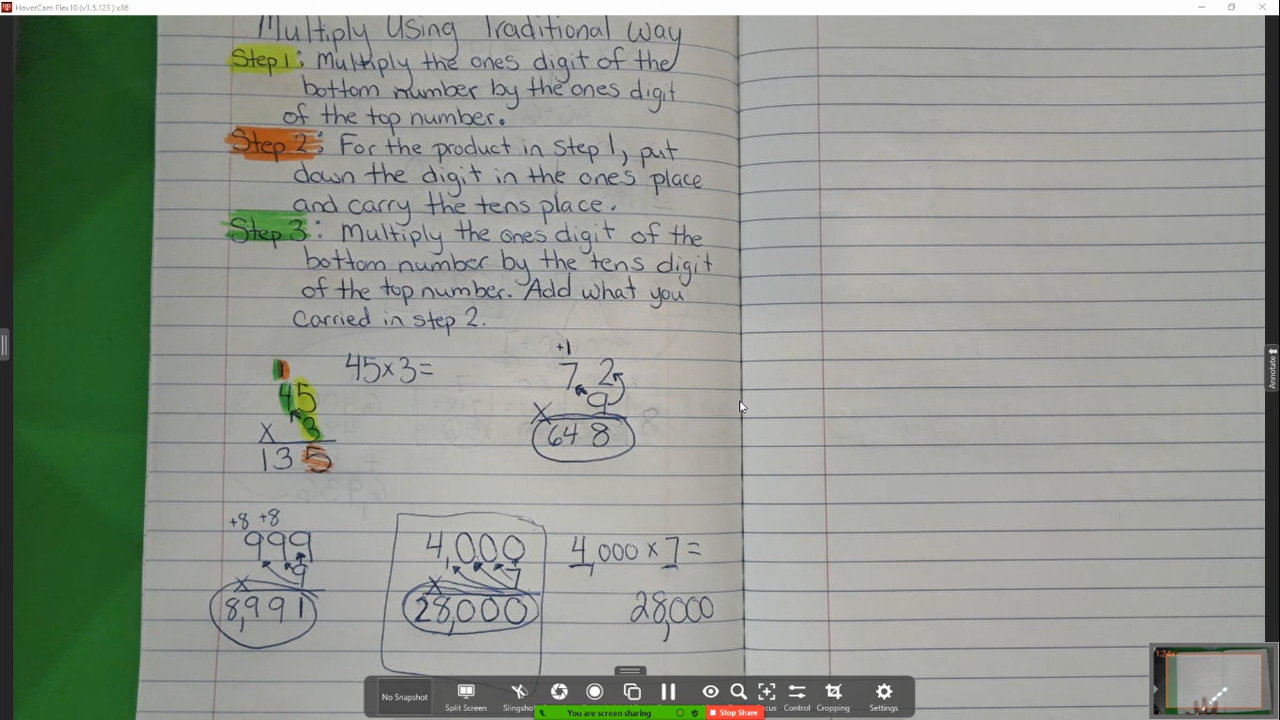 HoverCam Flex10 (v3.5.123) x86
Multiply Using Traditional Way
Step 1: Multiply the ones digit of the
bottom number by the ones digit
of the top number.
Step 2: For the product in step 1, put
down the digit in the ones place
and carry the tens place.
Step 3: Multiply the ones digit of the
bottom number by the tens digit
of the top number. Add what you
carried in step 2.
1
45
x 3
135
45x3=
+1
72
x 9
648
+8 +8
999
x 9
8,991
4,000
x 7
28,000
4,000 x 7=
28,000
Annotate
1.24x
No Snapshot
Split Screen
Slingshot
Control
Cropping
Settings
You are screen sharing
Stop Share